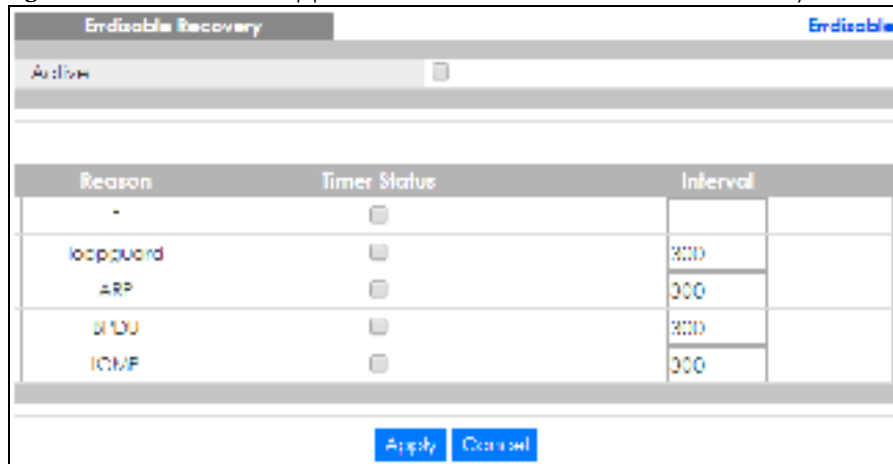 Errdisable Recovery Errdisable
Active
Reason Timer Status Interval
*
loopguard 300
ARP 300
BPDU 300
IGMP 300
Apply Cancel